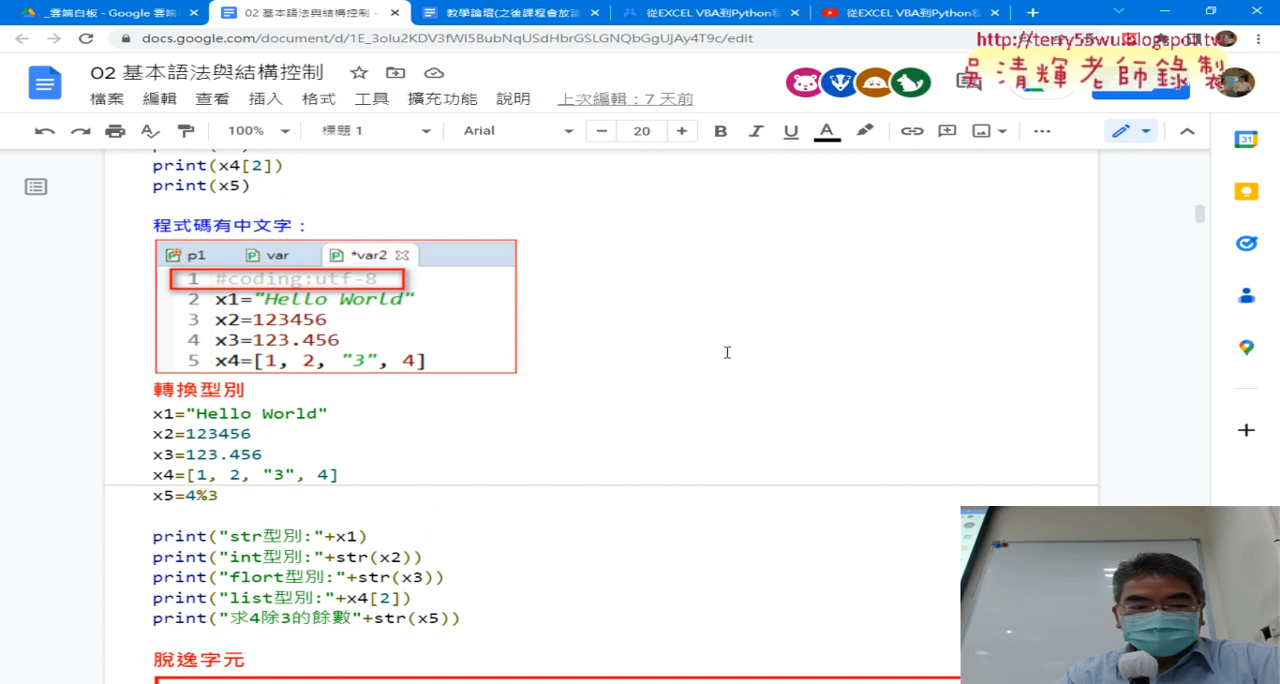 _雲端白板 - Google 雲端
02 基本語法與結構控制 -
教學論壇(之後課程會放
從EXCEL VBA到Python
從EXCEL VBA到Python
docs.google.com/document/d/1E_3oIu2KDV3fWI5BubNqUSdHbrGSLGNQbGgUjAy4T9c/edit
http://terry55wu.blogspot.tw
吳清輝老師錄製
02 基本語法與結構控制
檔案 編輯 查看 插入 格式 工具 擴充功能 說明 上次編輯：7 天前
100% 標題 1 Arial 20 B I U A
print(x4[2])
print(x5)
程式碼有中文字：
p1 var *var2
1 #coding:utf-8
2 x1="Hello World"
3 x2=123456
4 x3=123.456
5 x4=[1, 2, "3", 4]
轉換型別
x1="Hello World"
x2=123456
x3=123.456
x4=[1, 2, "3", 4]
x5=4%3
print("str型別:"+x1)
print("int型別:"+str(x2))
print("flort型別:"+str(x3))
print("list型別:"+x4[2])
print("求4除3的餘數"+str(x5))
脫逸字元
31